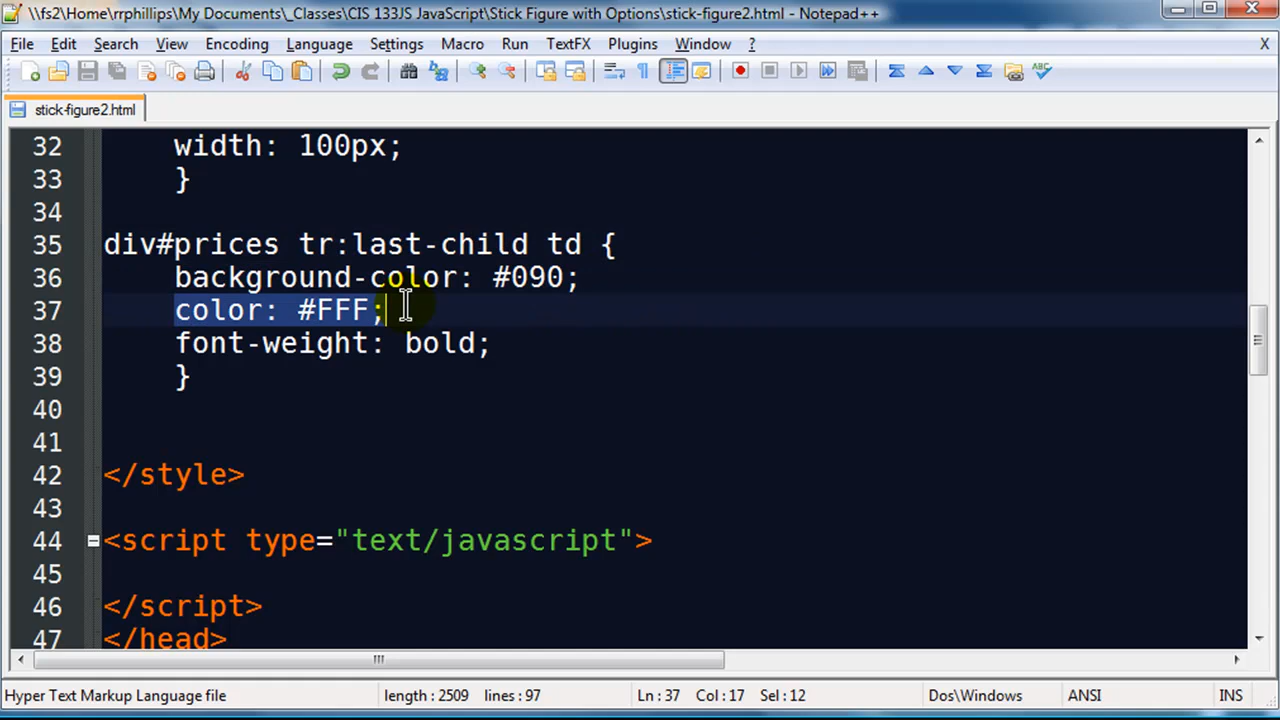 \\fs2\Home\rrphillips\My Documents\_Classes\CIS 133JS JavaScript\Stick Figure with Options\stick-figure2.html - Notepad++
File Edit Search View Encoding Language Settings Macro Run TextFX Plugins Window ? X
stick-figure2.html
32 width: 100px;
33 }
34
35 div#prices tr:last-child td {
36 background-color: #090;
37 color: #FFF;
38 font-weight: bold;
39 }
40
41
42 </style>
43
44 <script type="text/javascript">
45
46 </script>
47 </head>
Hyper Text Markup Language file length : 2509 lines : 97 Ln : 37 Col : 17 Sel : 12 Dos\Windows ANSI INS